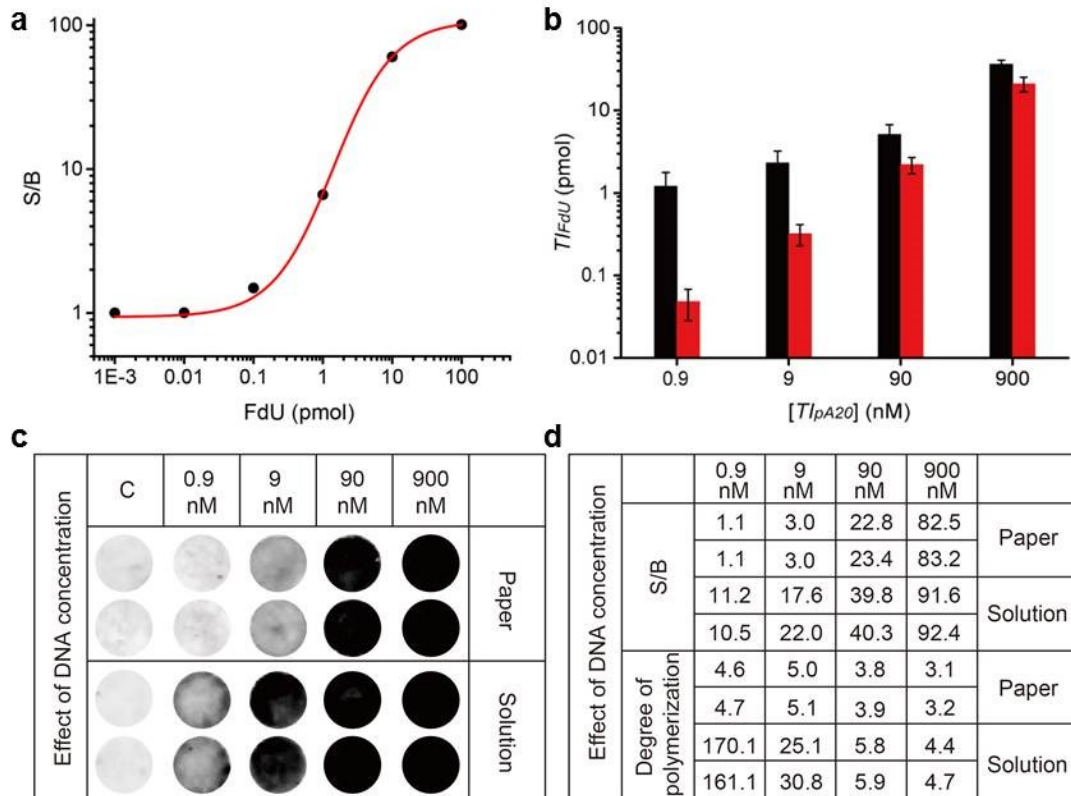 a
100
10
1
S/B
1E-3 0.01 0.1 1 10 100
FdU (pmol)
b
100
10
1
0.1
0.01
TIFdU (pmol)
0.9 9 90 900
[TIpA20] (nM)
c
Effect of DNA concentration
C 0.9 nM 9 nM 90 nM 900 nM
Paper
Solution
d
Effect of DNA concentration
0.9 nM 9 nM 90 nM 900 nM
S/B
1.1 3.0 22.8 82.5
1.1 3.0 23.4 83.2
Paper
11.2 17.6 39.8 91.6
10.5 22.0 40.3 92.4
Solution
Degree of polymerization
4.6 5.0 3.8 3.1
4.7 5.1 3.9 3.2
Paper
170.1 25.1 5.8 4.4
161.1 30.8 5.9 4.7
Solution